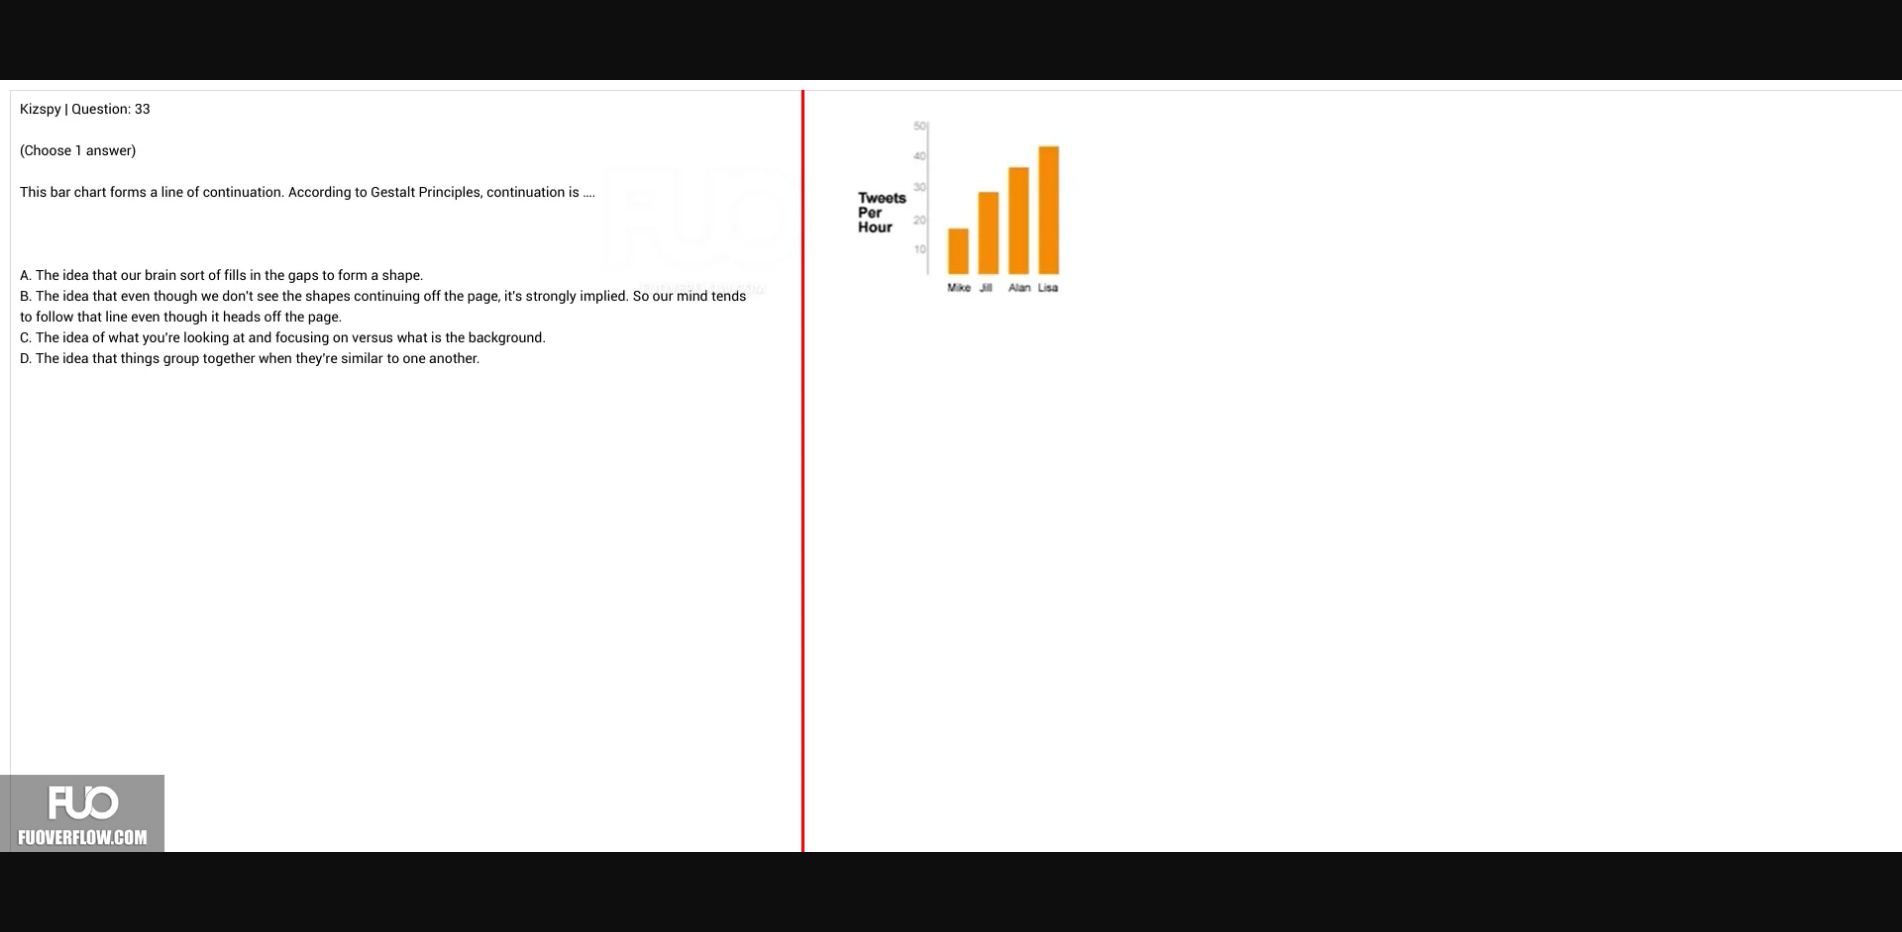 Kizspy | Question: 33
(Choose 1 answer)
This bar chart forms a line of continuation. According to Gestalt Principles, continuation is ....
A. The idea that our brain sort of fills in the gaps to form a shape.
B. The idea that even though we don't see the shapes continuing off the page, it's strongly implied. So our mind tends
to follow that line even though it heads off the page.
C. The idea of what you're looking at and focusing on versus what is the background.
D. The idea that things group together when they're similar to one another.
50
40
30
20
10
Tweets
Per
Hour
Mike Jill Alan Lisa
FUO
FUOVERFLOW.COM
FUO
FUOVERFLOW.COM